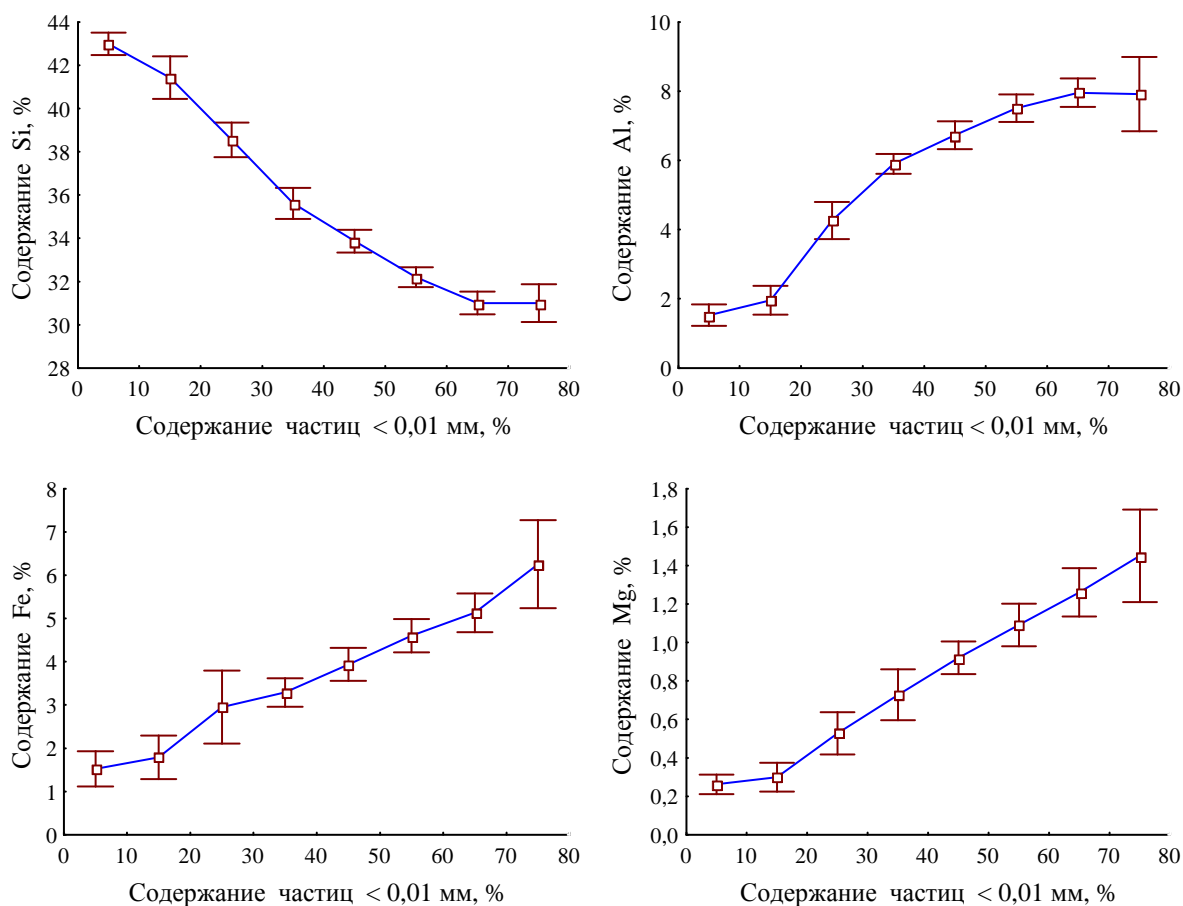 Содержание Si, %
44
42
40
38
36
34
32
30
28
0 10 20 30 40 50 60 70 80
Содержание частиц < 0,01 мм, %
Содержание Al, %
10
8
6
4
2
0
0 10 20 30 40 50 60 70 80
Содержание частиц < 0,01 мм, %
Содержание Fe, %
8
7
6
5
4
3
2
1
0
0 10 20 30 40 50 60 70 80
Содержание частиц < 0,01 мм, %
Содержание Mg, %
1,8
1,6
1,4
1,2
1,0
0,8
0,6
0,4
0,2
0,0
0 10 20 30 40 50 60 70 80
Содержание частиц < 0,01 мм, %